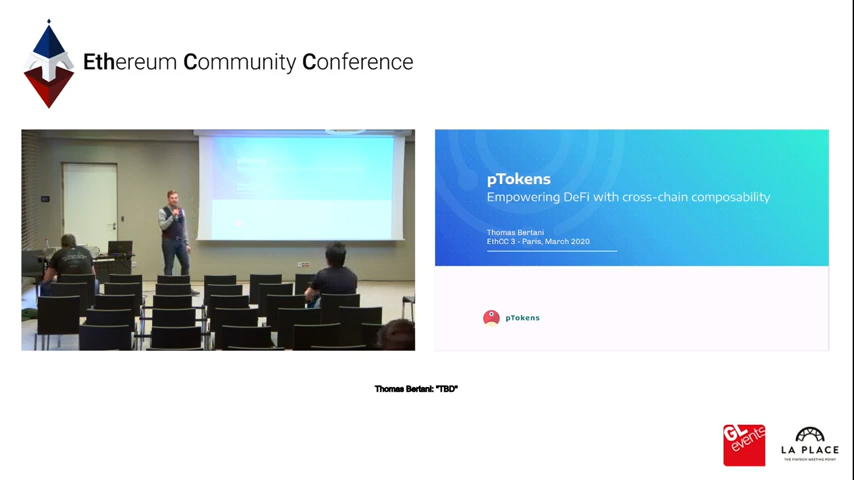 Ethereum Community Conference
pTokens
Empowering DeFi with cross-chain composability
Thomas Bertani
EthCC 3 - Paris, March 2020
pTokens
Thomas Bertani: "TBD"
GL events
LA PLACE
THE FINTECH MEETING POINT